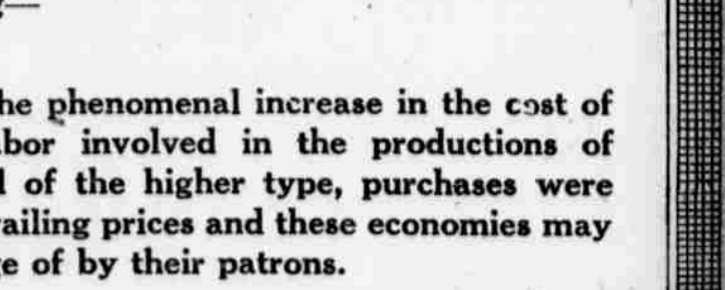 he phenomenal increase in the cost of
bor involved in the productions of
l of the higher type, purchases were
ailing prices and these economies may
e of by their patrons.